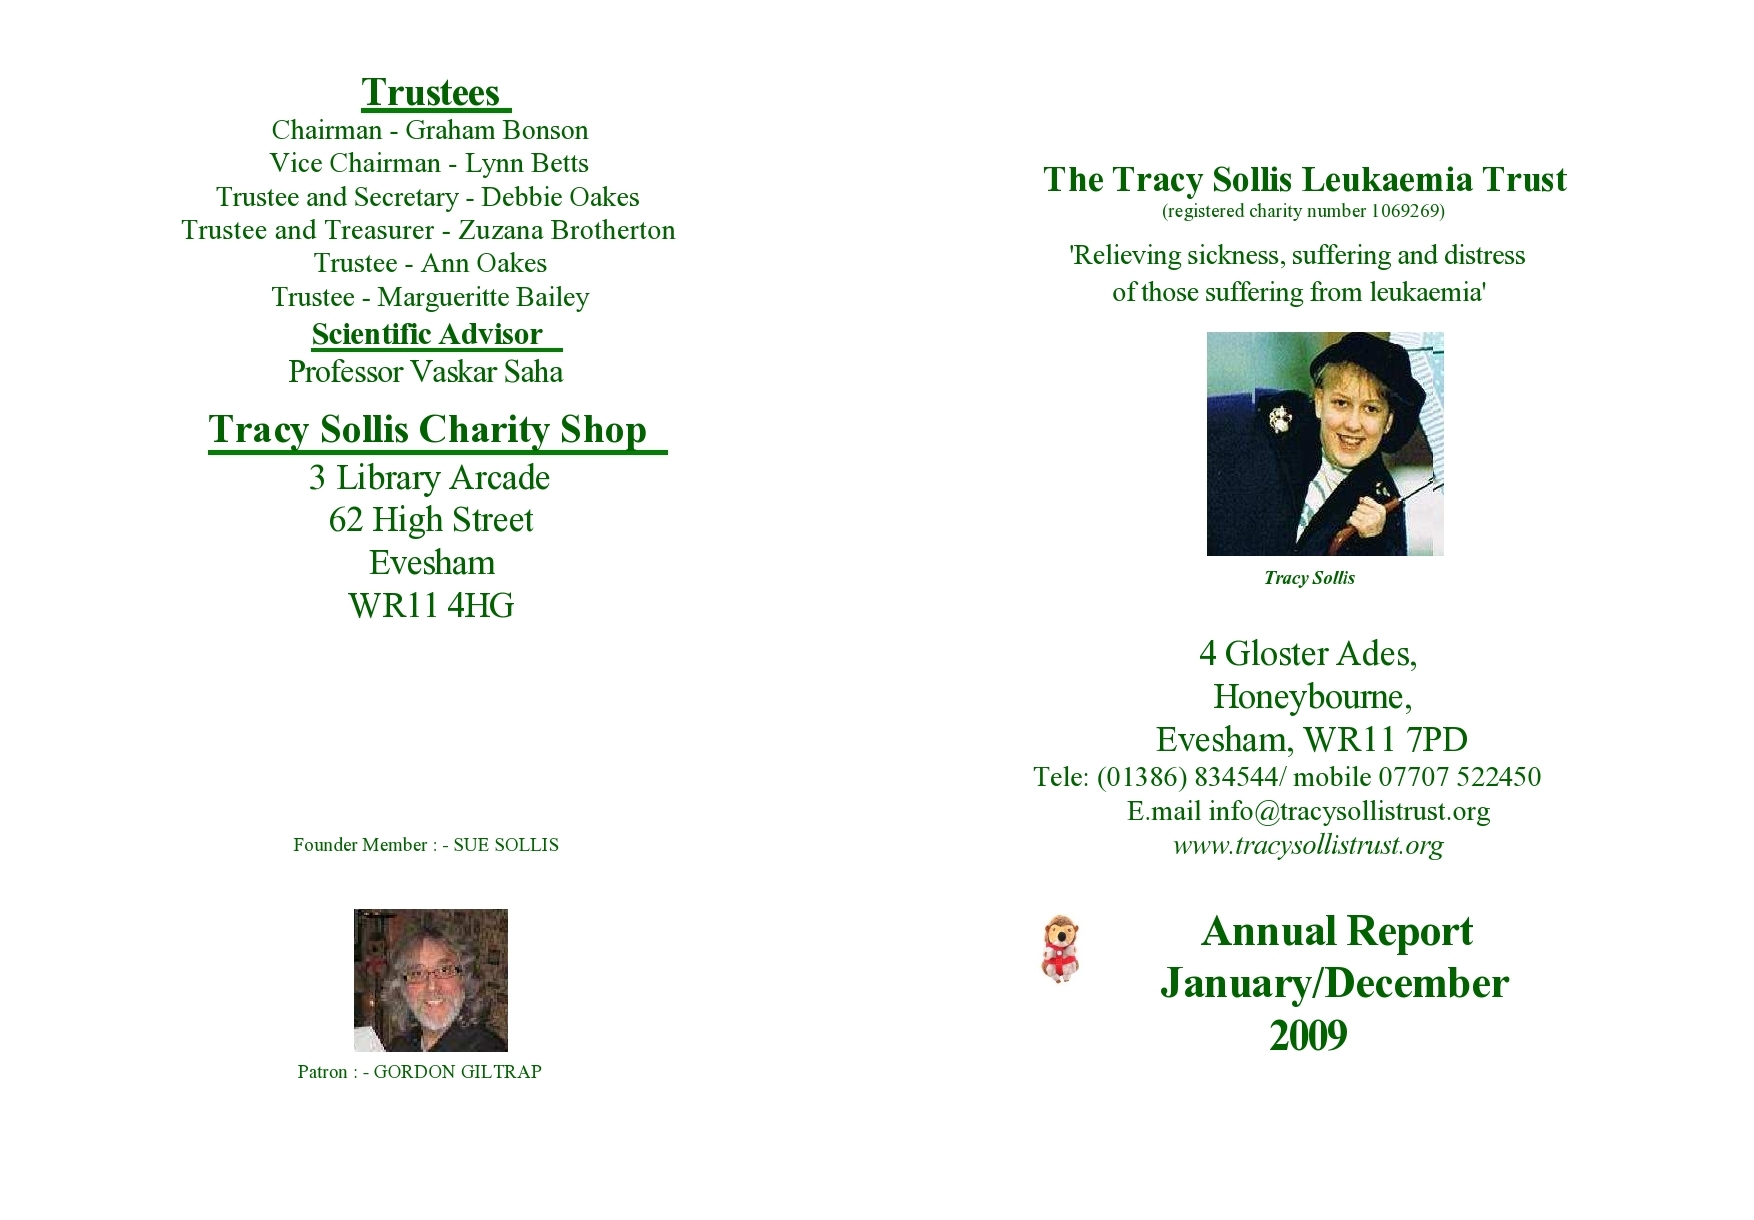 Trustees
Chairman - Graham Bonson
Vice Chairman - Lynn Betts
Trustee and Secretary - Debbie Oakes
Trustee and Treasurer - Zuzana Brotherton
Trustee - Ann Oakes
Trustee - Margueritte Bailey
Scientific Advisor
Professor Vaskar Saha
Tracy Sollis Charity Shop
3 Library Arcade
62 High Street
Evesham
WR11 4HG
Founder Member : - SUE SOLLIS
Patron : - GORDON GILTRAP
The Tracy Sollis Leukaemia Trust
(registered charity number 1069269)
'Relieving sickness, suffering and distress
of those suffering from leukaemia'
Tracy Sollis
4 Gloster Ades,
Honeybourne,
Evesham, WR11 7PD
Tele: (01386) 834544/ mobile 07707 522450
E.mail info@tracysollistrust.org
www.tracysollistrust.org
Annual Report
January/December
2009